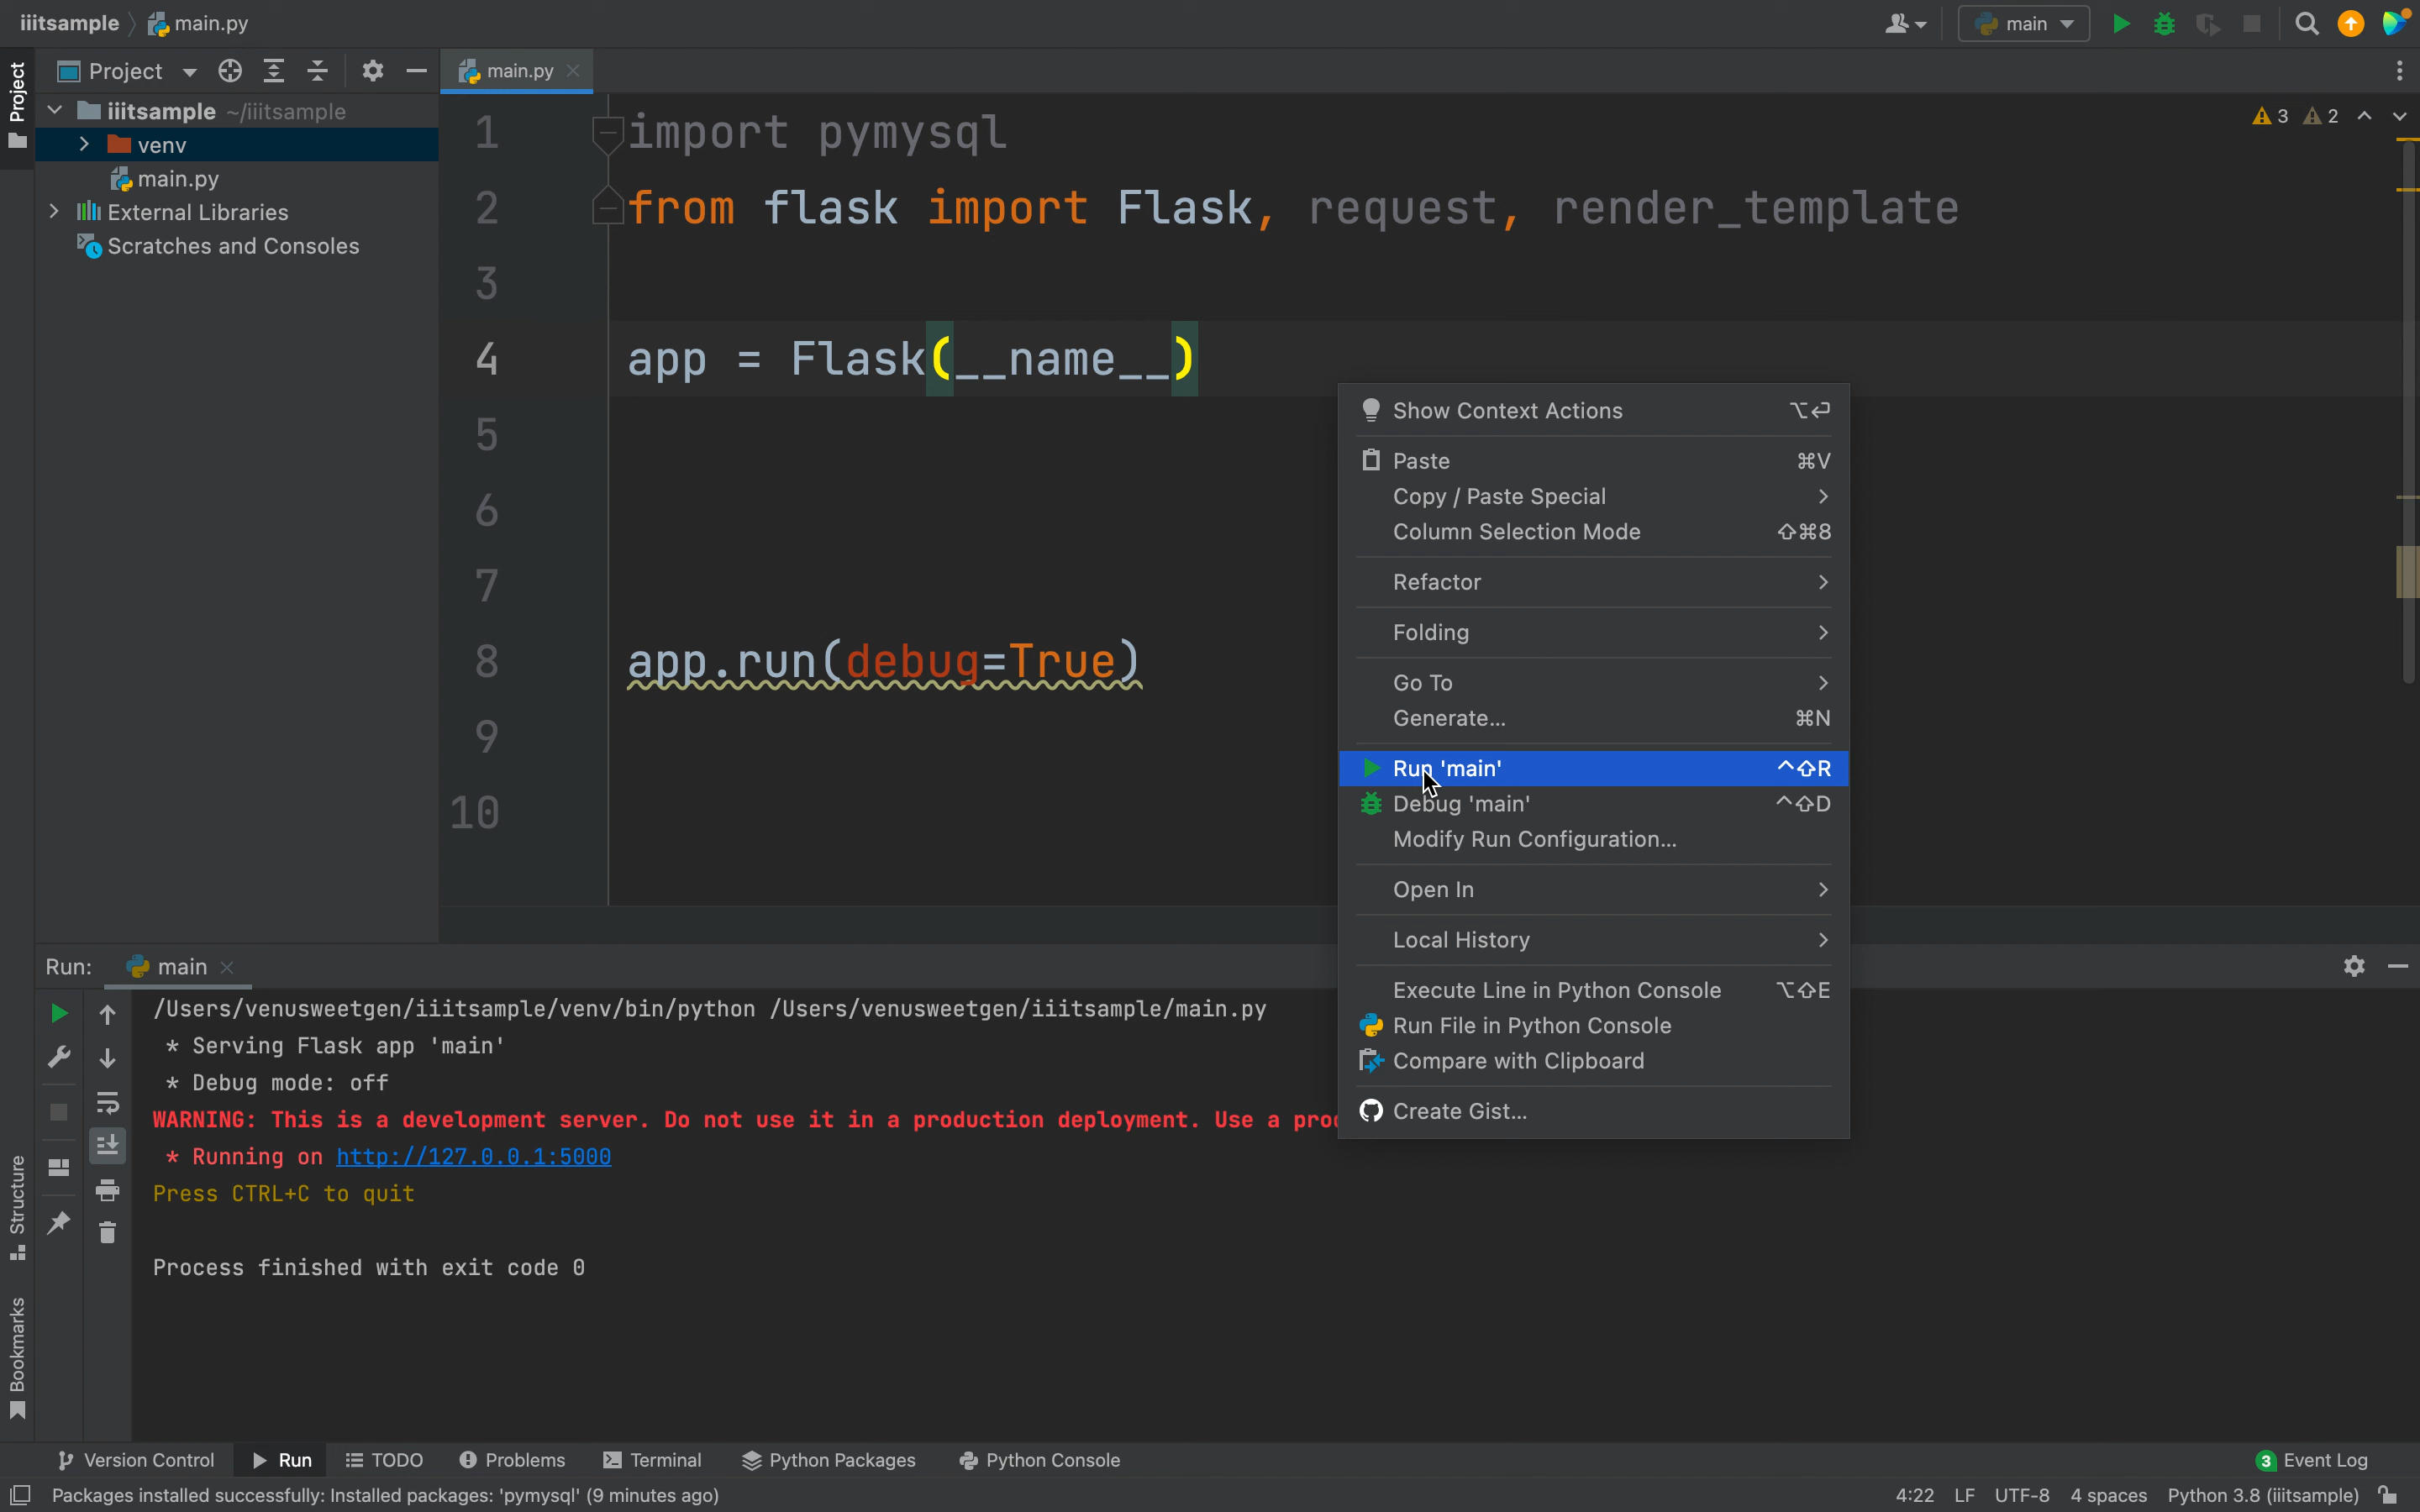 iiitsample main.py
main
Project
Project
main.py
iiitsample ~/iiitsample
venv
main.py
External Libraries
Scratches and Consoles
3 2
1 import pymysql
2 from flask import Flask, request, render_template
3
4 app = Flask(__name__)
5
6
7
8 app.run(debug=True)
9
10
Show Context Actions ⌥⏎
Paste ⌘V
Copy / Paste Special
Column Selection Mode ⇧⌘8
Refactor
Folding
Go To
Generate... ⌘N
Run 'main' ^⇧R
Debug 'main' ^⇧D
Modify Run Configuration...
Open In
Local History
Execute Line in Python Console ⌥⇧E
Run File in Python Console
Compare with Clipboard
Create Gist...
Run: main
/Users/venusweetgen/iiitsample/venv/bin/python /Users/venusweetgen/iiitsample/main.py
* Serving Flask app 'main'
* Debug mode: off
WARNING: This is a development server. Do not use it in a production deployment. Use a pro
* Running on http://127.0.0.1:5000
Press CTRL+C to quit
Process finished with exit code 0
Structure
Bookmarks
Version Control Run TODO Problems Terminal Python Packages Python Console 3 Event Log
Packages installed successfully: Installed packages: 'pymysql' (9 minutes ago) 4:22 LF UTF-8 4 spaces Python 3.8 (iiitsample)